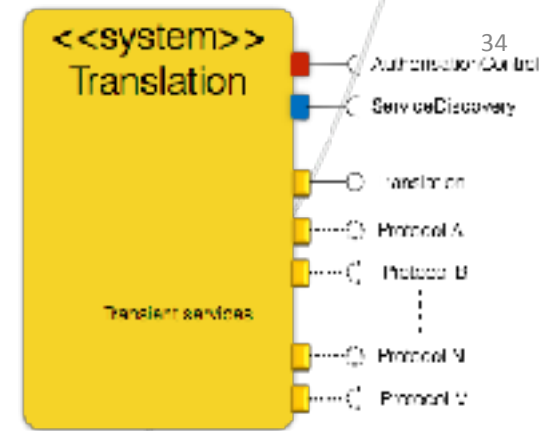 <<system>>
Translation
34
AuthorisationControl
ServiceDiscovery
Translation
Protocol A
Protocol B
Transient services
Protocol N
Protocol M